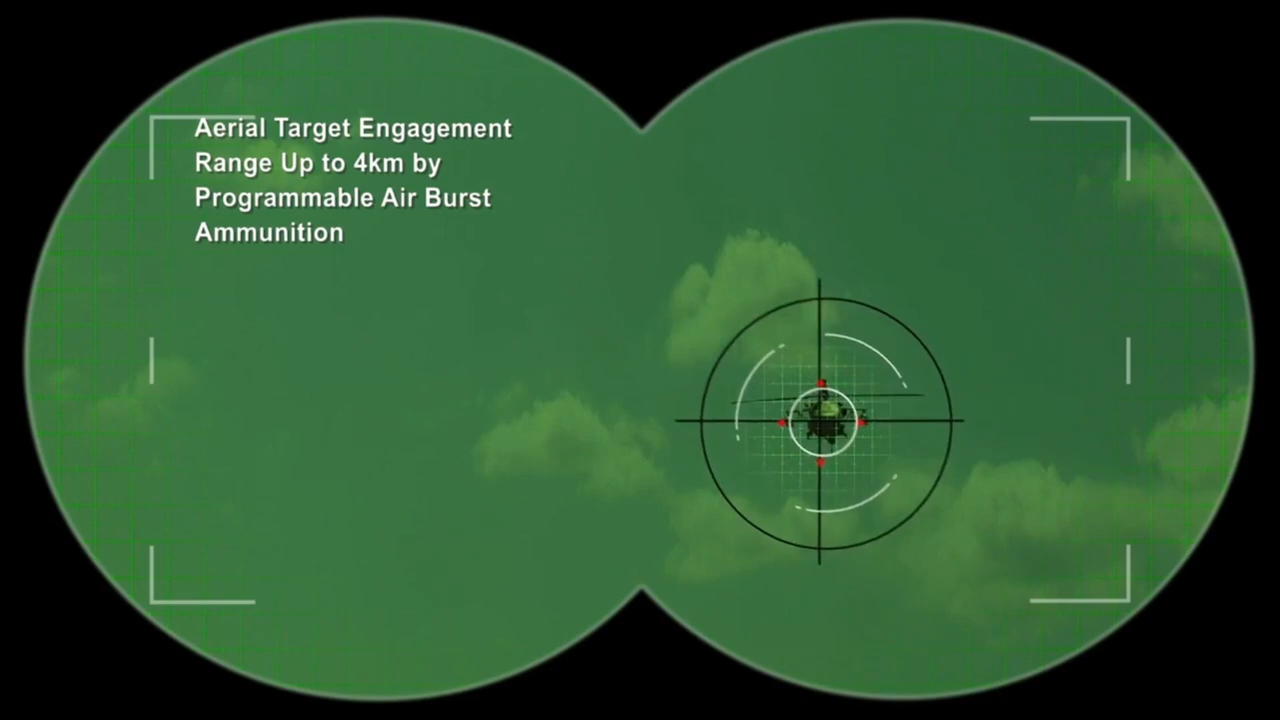 Aerial Target Engagement
Range Up to 4km by
Programmable Air Burst
Ammunition